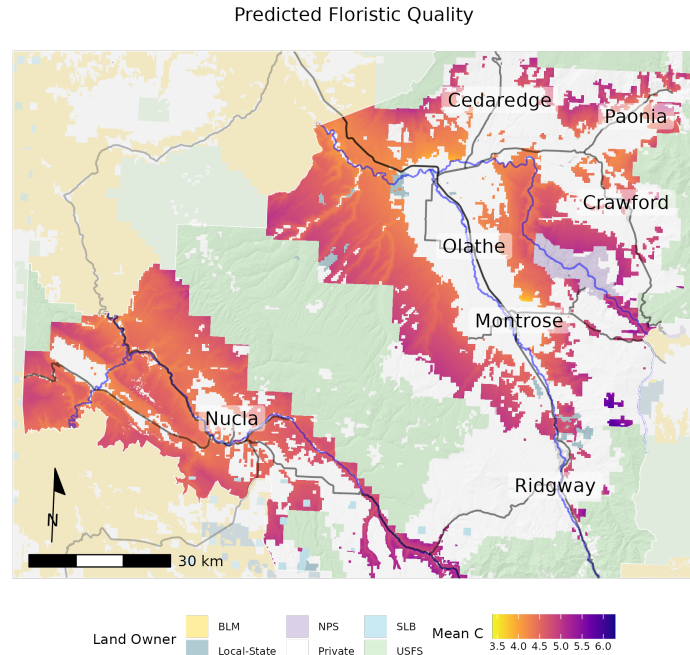 Predicted Floristic Quality
Cedaredge
Paonia
Crawford
Olathe
Montrose
Nucla
Ridgway
N
30 km
Land Owner
BLM
NPS
SLB
Local-State
Private
USFS
Mean C
3.5 4.0 4.5 5.0 5.5 6.0